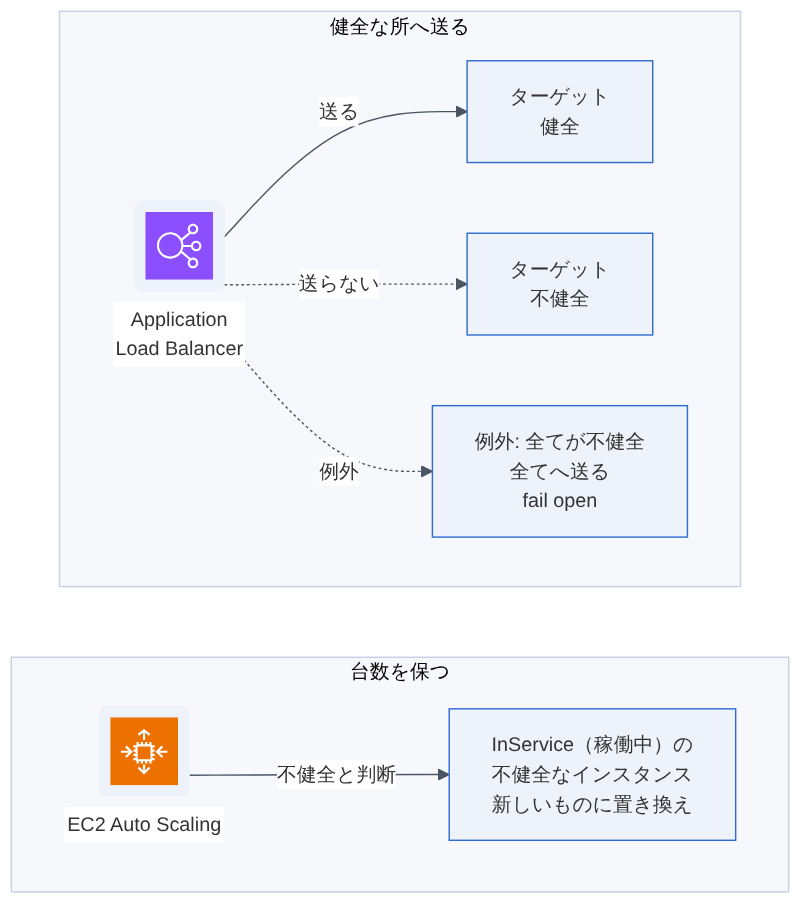 健全な所へ送る
送る
ターゲット
健全
送らない
ターゲット
不健全
Application
Load Balancer
例外
例外: 全てが不健全
全てへ送る
fail open
台数を保つ
EC2 Auto Scaling
不健全と判断
InService（稼働中）の
不健全なインスタンス
新しいものに置き換え